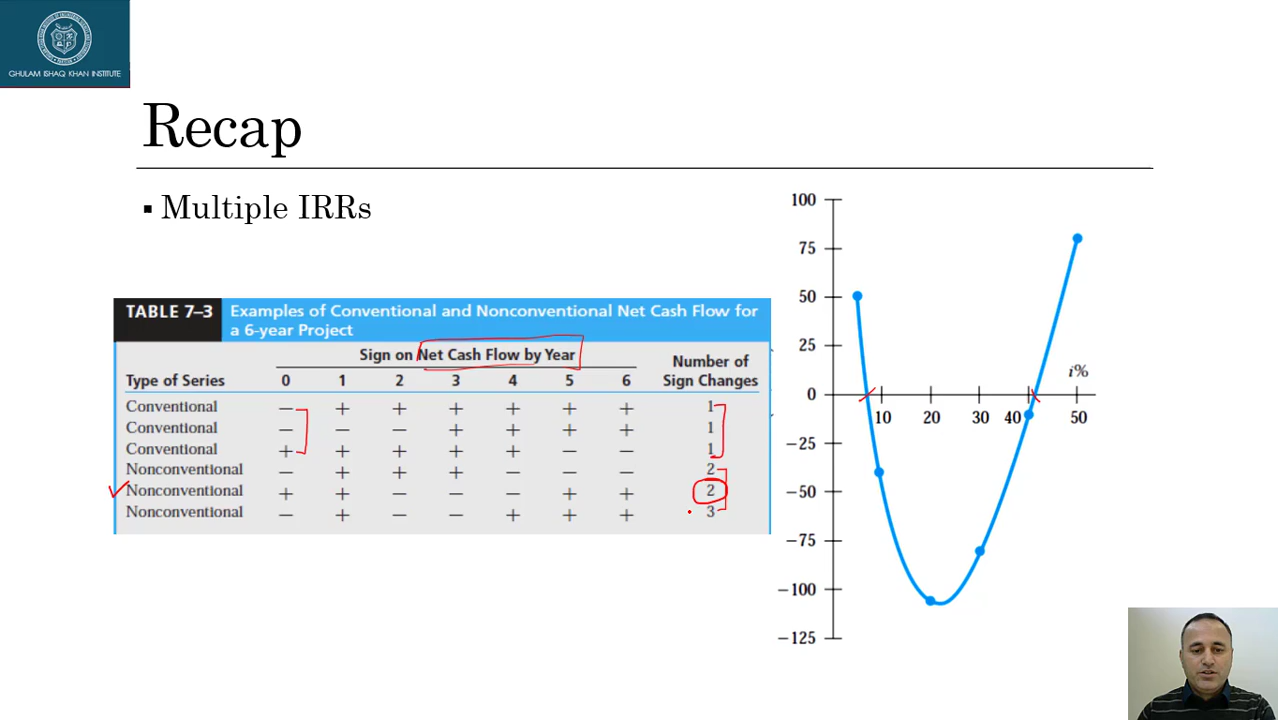 GHULAM ISHAQ KHAN INSTITUTE
Recap
▪ Multiple IRRs
TABLE 7–3 Examples of Conventional and Nonconventional Net Cash Flow for
a 6-year Project
Sign on Net Cash Flow by Year
Number of
Type of Series 0 1 2 3 4 5 6 Sign Changes
Conventional − + + + + + + 1
Conventional − − − + + + + 1
Conventional + + + + + − − 1
Nonconventional − + + + − − − 2
Nonconventional + + − − − + + 2
Nonconventional − + − − + + + 3
100
75
50
25
i%
0
10 20 30 40 50
−25
−50
−75
−100
−125